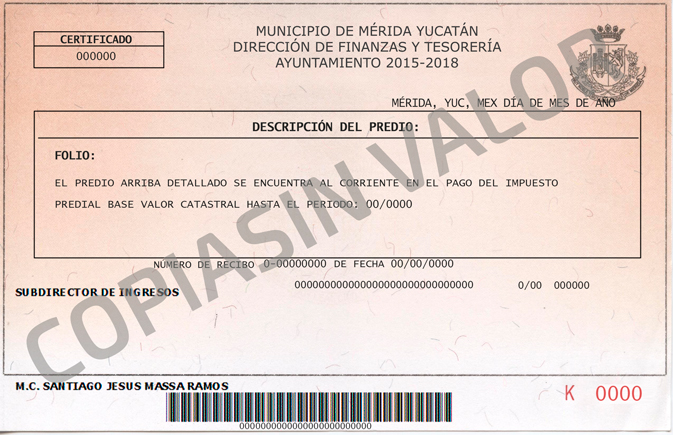 CERTIFICADO
000000
MUNICIPIO DE MÉRIDA YUCATÁN
DIRECCIÓN DE FINANZAS Y TESORERÍA
AYUNTAMIENTO 2015-2018
MÉRIDA, YUC, MEX DÍA DE MES DE AÑO
DESCRIPCIÓN DEL PREDIO:
FOLIO:
EL PREDIO ARRIBA DETALLADO SE ENCUENTRA AL CORRIENTE EN EL PAGO DEL IMPUESTO
PREDIAL BASE VALOR CATASTRAL HASTA EL PERIODO: 00/0000
NÚMERO DE RECIBO 0-00000000 DE FECHA 00/00/0000
000000000000000000000000000000 0/00 000000
SUBDIRECTOR DE INGRESOS
COPIA SIN VALOR
M.C. SANTIAGO JESUS MASSA RAMOS
K 0000
000000000000000000000000